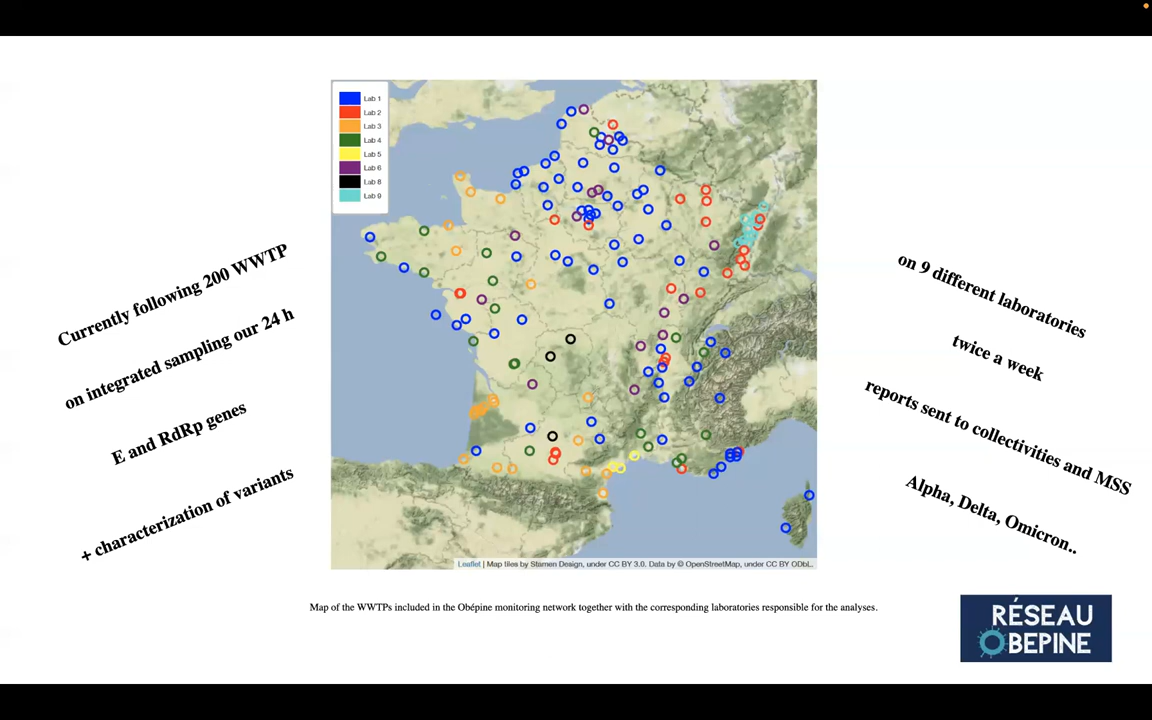 Lab 1
Lab 2
Lab 3
Lab 4
Lab 5
Lab 6
Lab 8
Lab 9
Currently following 200 WWTP
on integrated sampling our 24 h
E and RdRp genes
+ characterization of variants
on 9 different laboratories
twice a week
reports sent to collectivities and MSS
Alpha, Delta, Omicron..
Leaflet | Map tiles by Stamen Design, under CC BY 3.0. Data by © OpenStreetMap, under CC BY ODbL.
Map of the WWTPs included in the Obépine monitoring network together with the corresponding laboratories responsible for the analyses.
RÉSEAU
OBEPINE